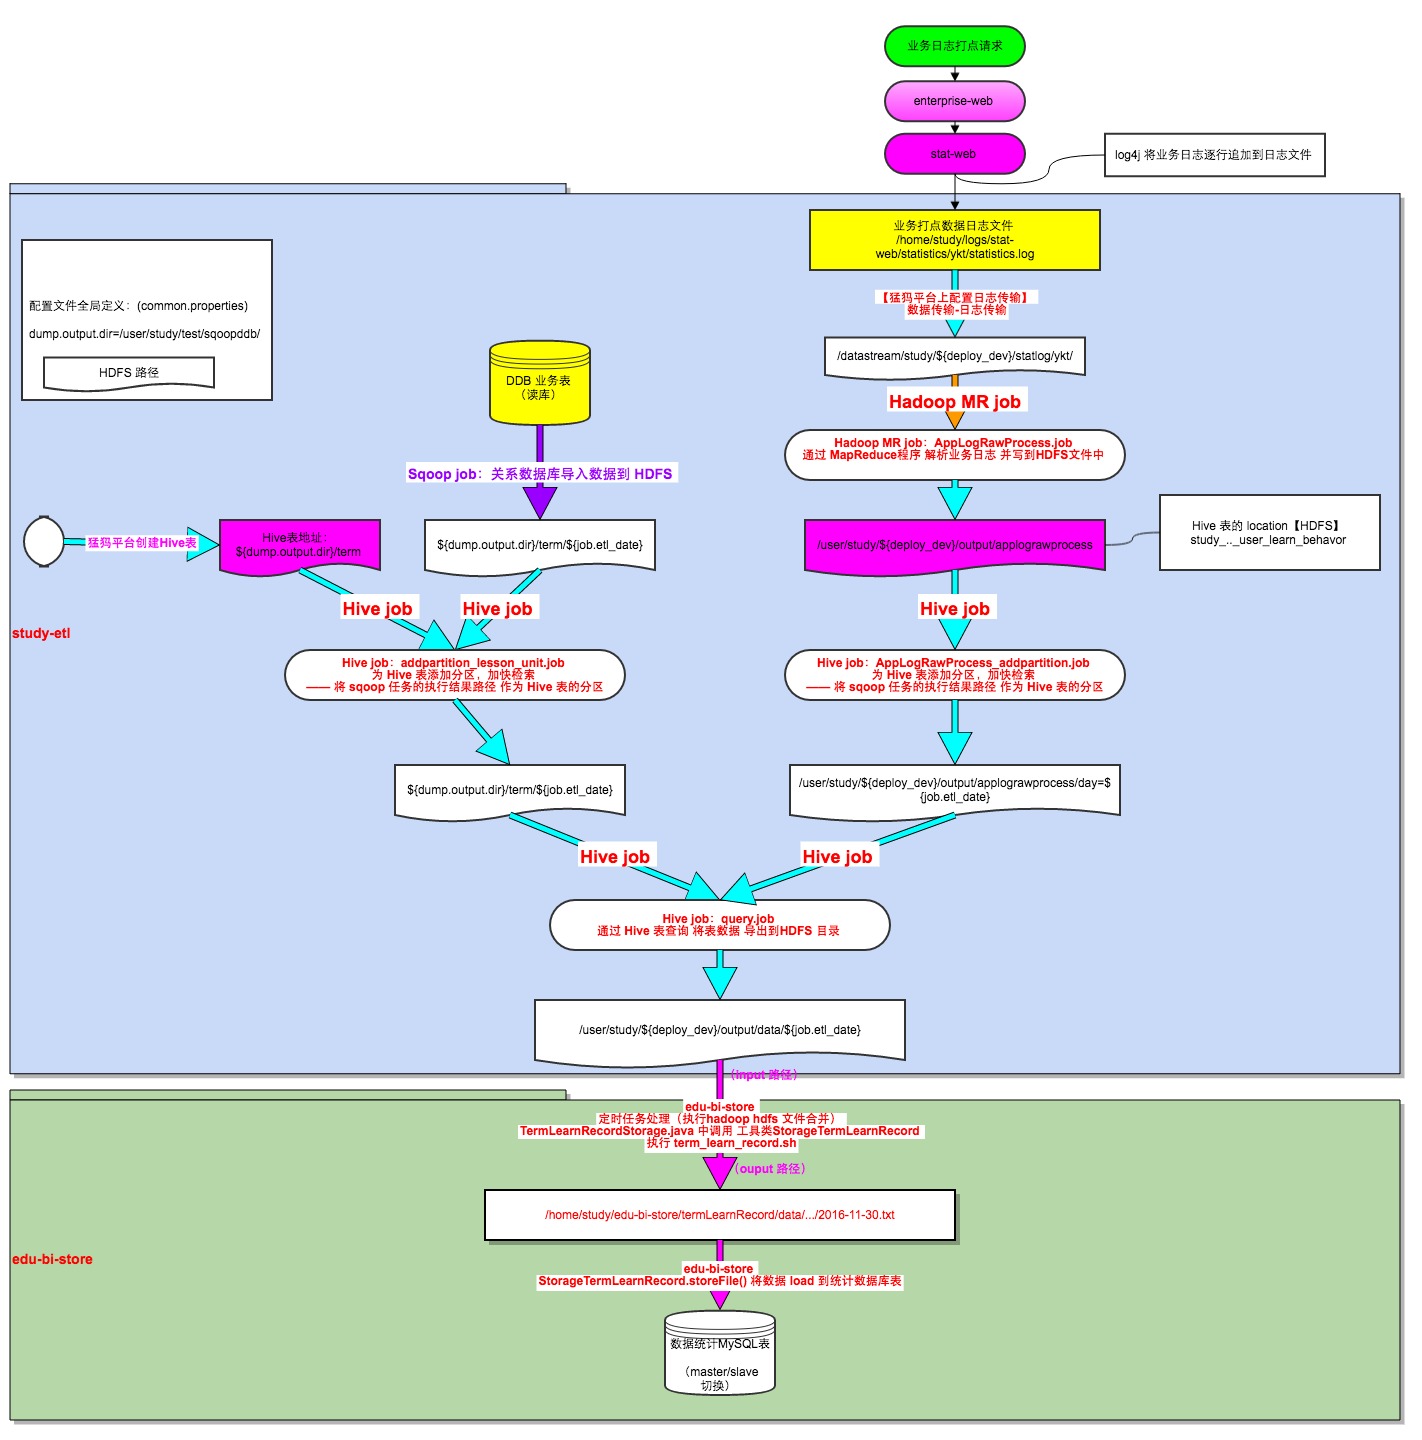 业务日志打点请求
enterprise-web
stat-web
log4j 将业务日志逐行追加到日志文件
业务打点数据日志文件
/home/study/logs/stat-
web/statistics/ykt/statistics.log
配置文件全局定义：(common.properties)
dump.output.dir=/user/study/test/sqoopddb/
HDFS 路径
【猛犸平台上配置日志传输】
数据传输-日志传输
/datastream/study/${deploy_dev}/statlog/ykt/
DDB 业务表
（读库）
Hadoop MR job
Hadoop MR job：AppLogRawProcess.job
通过 MapReduce程序 解析业务日志 并写到HDFS文件中
Sqoop job：关系数据库导入数据到 HDFS
猛犸平台创建Hive表
Hive表地址：
${dump.output.dir}/term
${dump.output.dir}/term/${job.etl_date}
/user/study/${deploy_dev}/output/applograwprocess
Hive 表的 location【HDFS】
study_.._user_learn_behavor
Hive job
Hive job
Hive job
study-etl
Hive job：addpartition_lesson_unit.job
为 Hive 表添加分区，加快检索
—— 将 sqoop 任务的执行结果路径 作为 Hive 表的分区
Hive job：AppLogRawProcess_addpartition.job
为 Hive 表添加分区，加快检索
—— 将 sqoop 任务的执行结果路径 作为 Hive 表的分区
${dump.output.dir}/term/${job.etl_date}
/user/study/${deploy_dev}/output/applograwprocess/day=$
{job.etl_date}
Hive job
Hive job
Hive job：query.job
通过 Hive 表查询 将表数据 导出到HDFS 目录
/user/study/${deploy_dev}/output/data/${job.etl_date}
（input 路径）
edu-bi-store
定时任务处理（执行hadoop hdfs 文件合并）
TermLearnRecordStorage.java 中调用 工具类StorageTermLearnRecord
执行 term_learn_record.sh
（ouput 路径）
/home/study/edu-bi-store/termLearnRecord/data/.../2016-11-30.txt
edu-bi-store
edu-bi-store
StorageTermLearnRecord.storeFile() 将数据 load 到统计数据库表
数据统计MySQL表
（master/slave
切换）